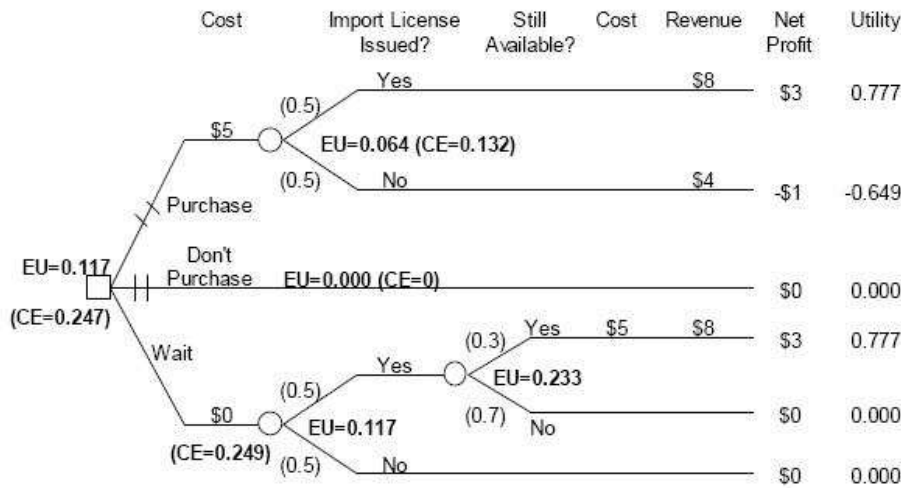 Cost Import License Issued? Still Available? Cost Revenue Net Profit Utility
Yes $8 $3 0.777
(0.5)
$5 EU=0.064 (CE=0.132)
(0.5) No $4 -$1 -0.649
Purchase
Don't
Purchase
EU=0.117 EU=0.000 (CE=0) $0 0.000
(CE=0.247)
Yes $5 $8 $3 0.777
(0.3)
Wait
Yes
(0.5) EU=0.233
(0.7) No $0 0.000
$0 EU=0.117
(CE=0.249)
(0.5) No $0 0.000